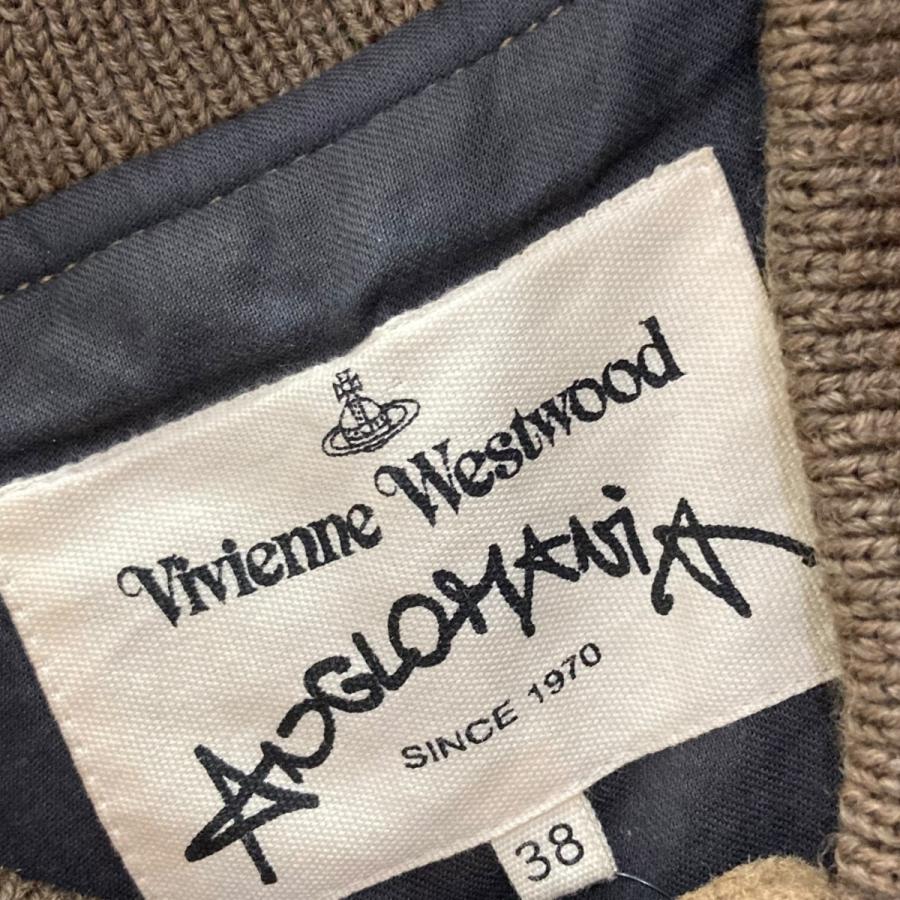 Vivienne Westwood
ANGLOMANiA
SINCE 1970
38